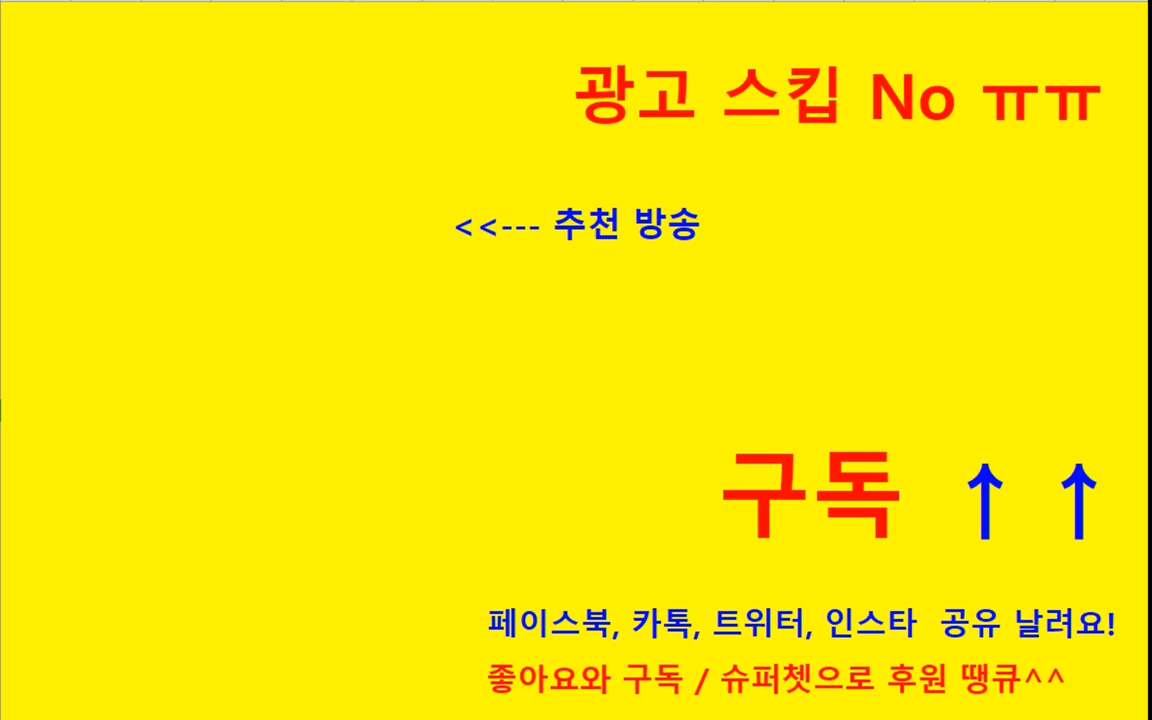 광고 스킵 No ㅠㅠ
<<--- 추천 방송
구독 ↑ ↑
페이스북, 카톡, 트위터, 인스타 공유 날려요!
좋아요와 구독 / 슈퍼쳇으로 후원 땡큐^^